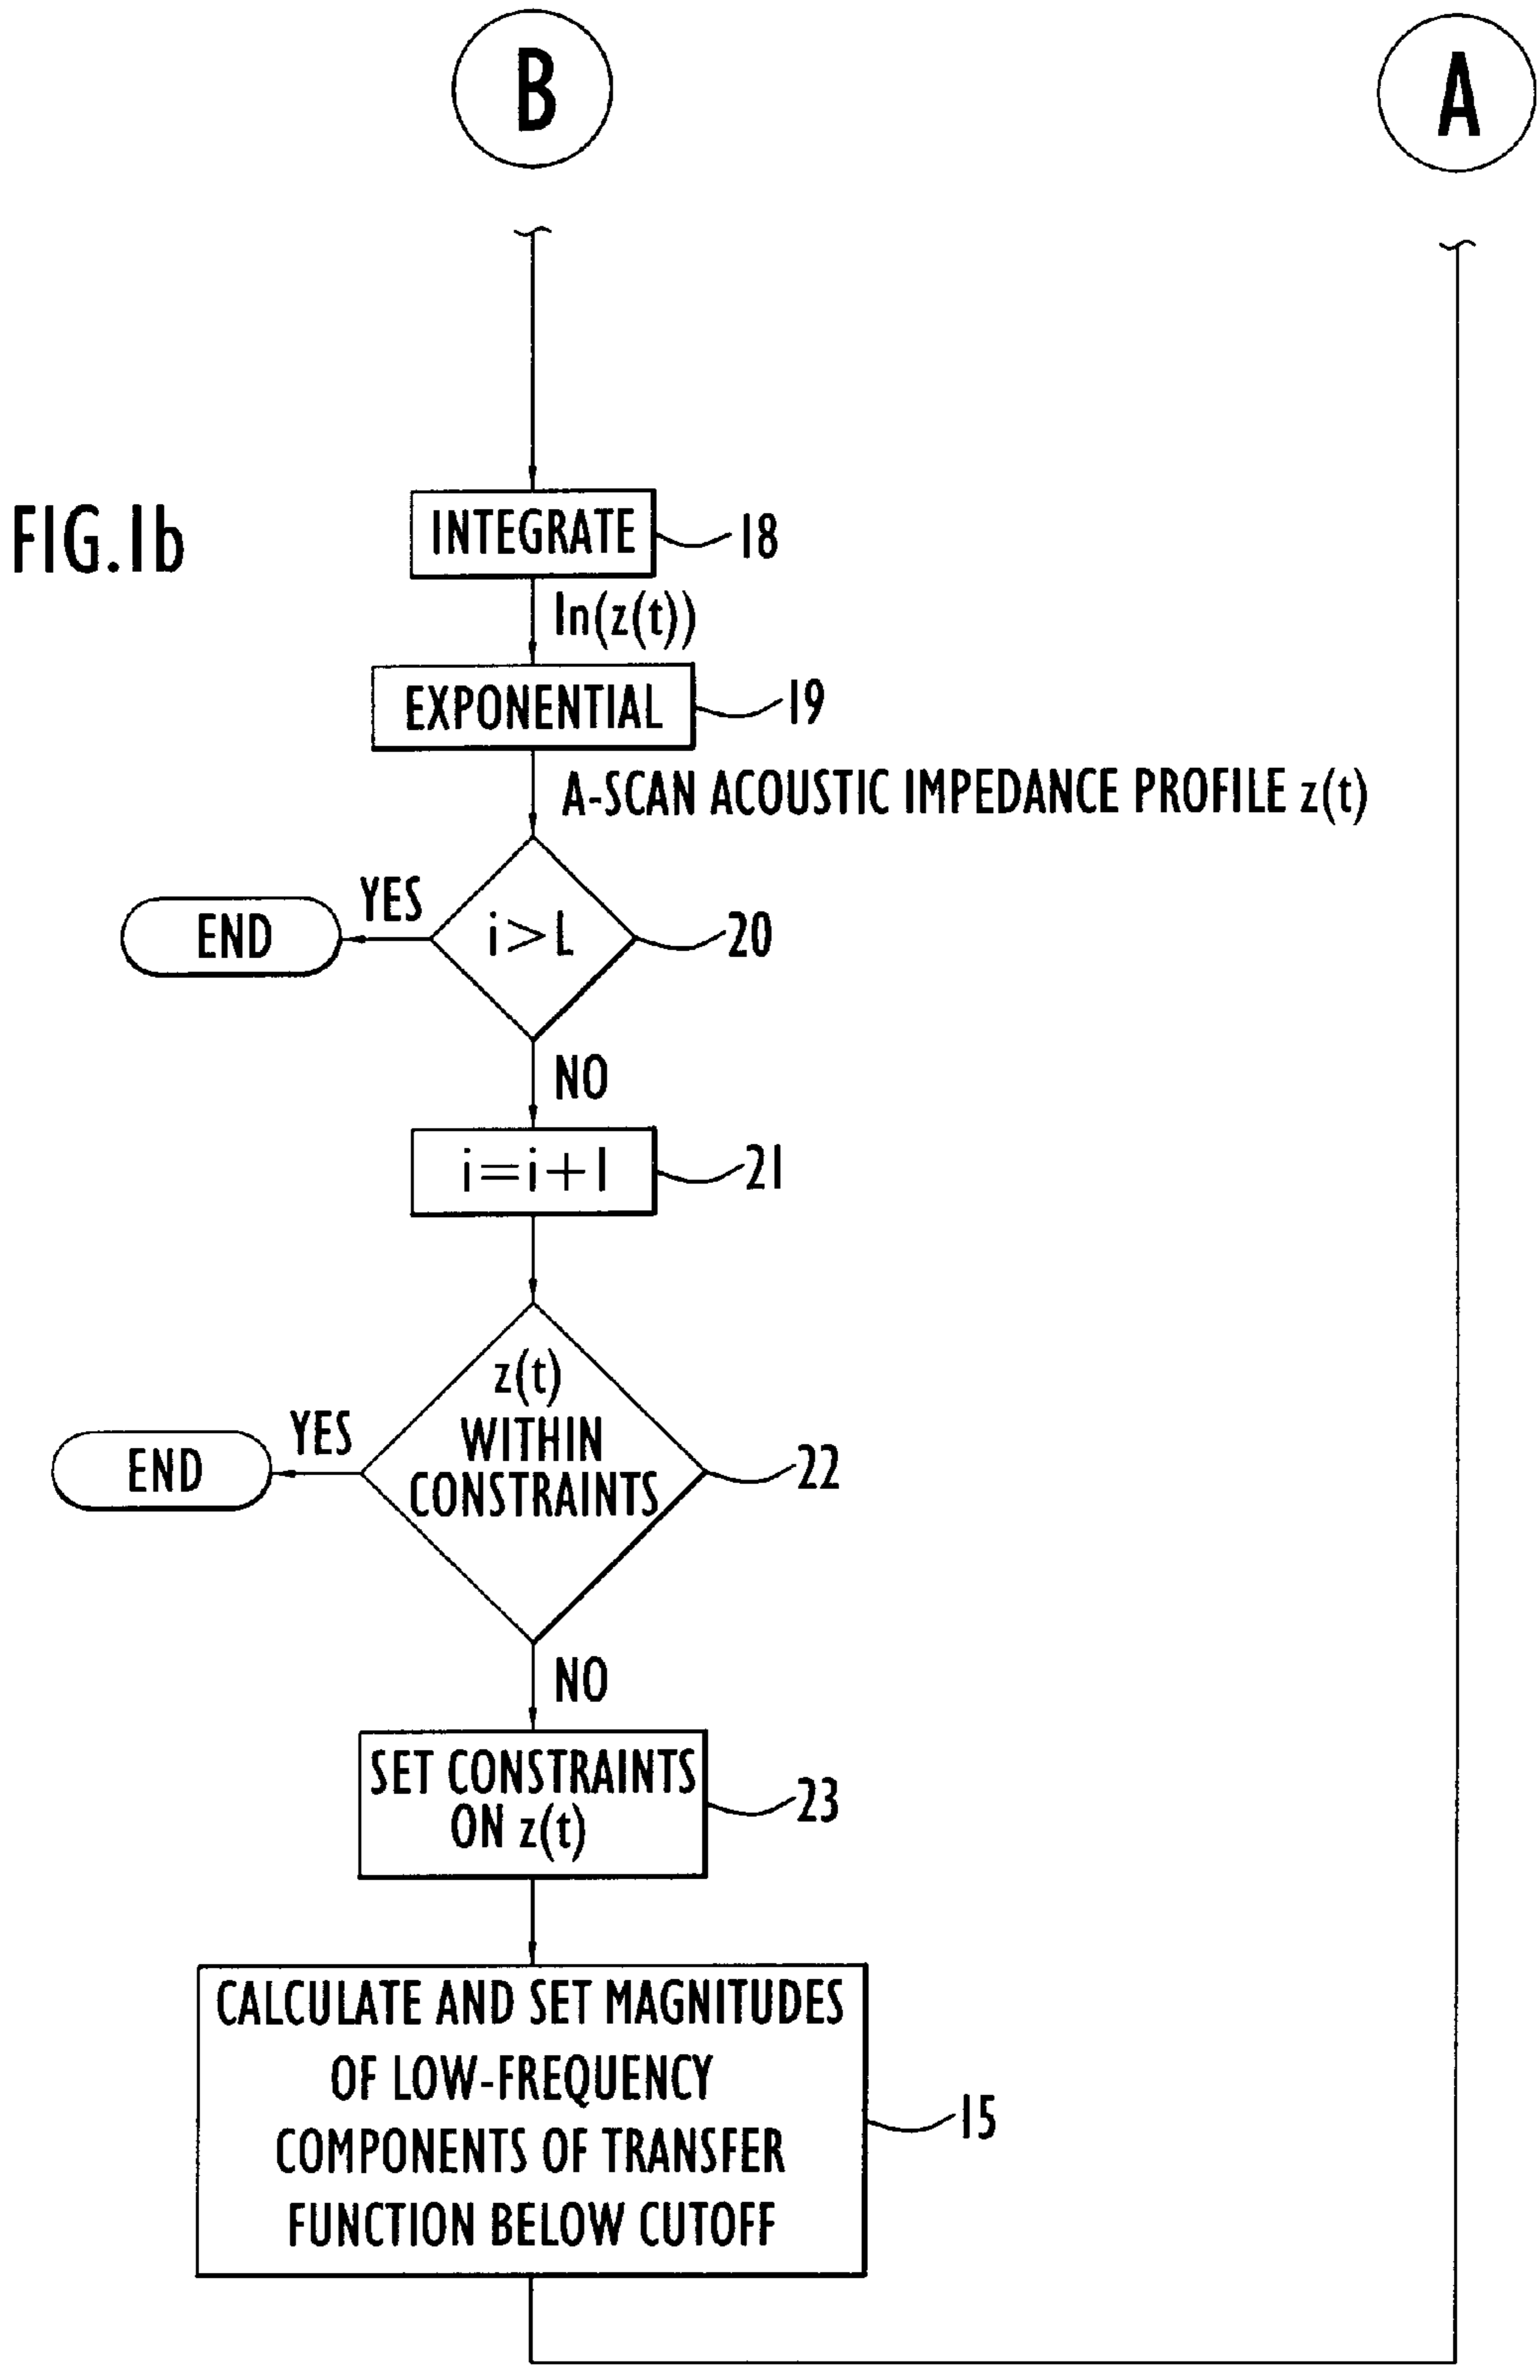 B
A
FIG.1b
INTEGRATE
18
ln(z(t))
EXPONENTIAL
19
A-SCAN ACOUSTIC IMPEDANCE PROFILE z(t)
YES
END
i>L
20
NO
i=i+1
21
z(t)
WITHIN
CONSTRAINTS
YES
END
22
NO
SET CONSTRAINTS
ON z(t)
23
CALCULATE AND SET MAGNITUDES
OF LOW-FREQUENCY
COMPONENTS OF TRANSFER
FUNCTION BELOW CUTOFF
15